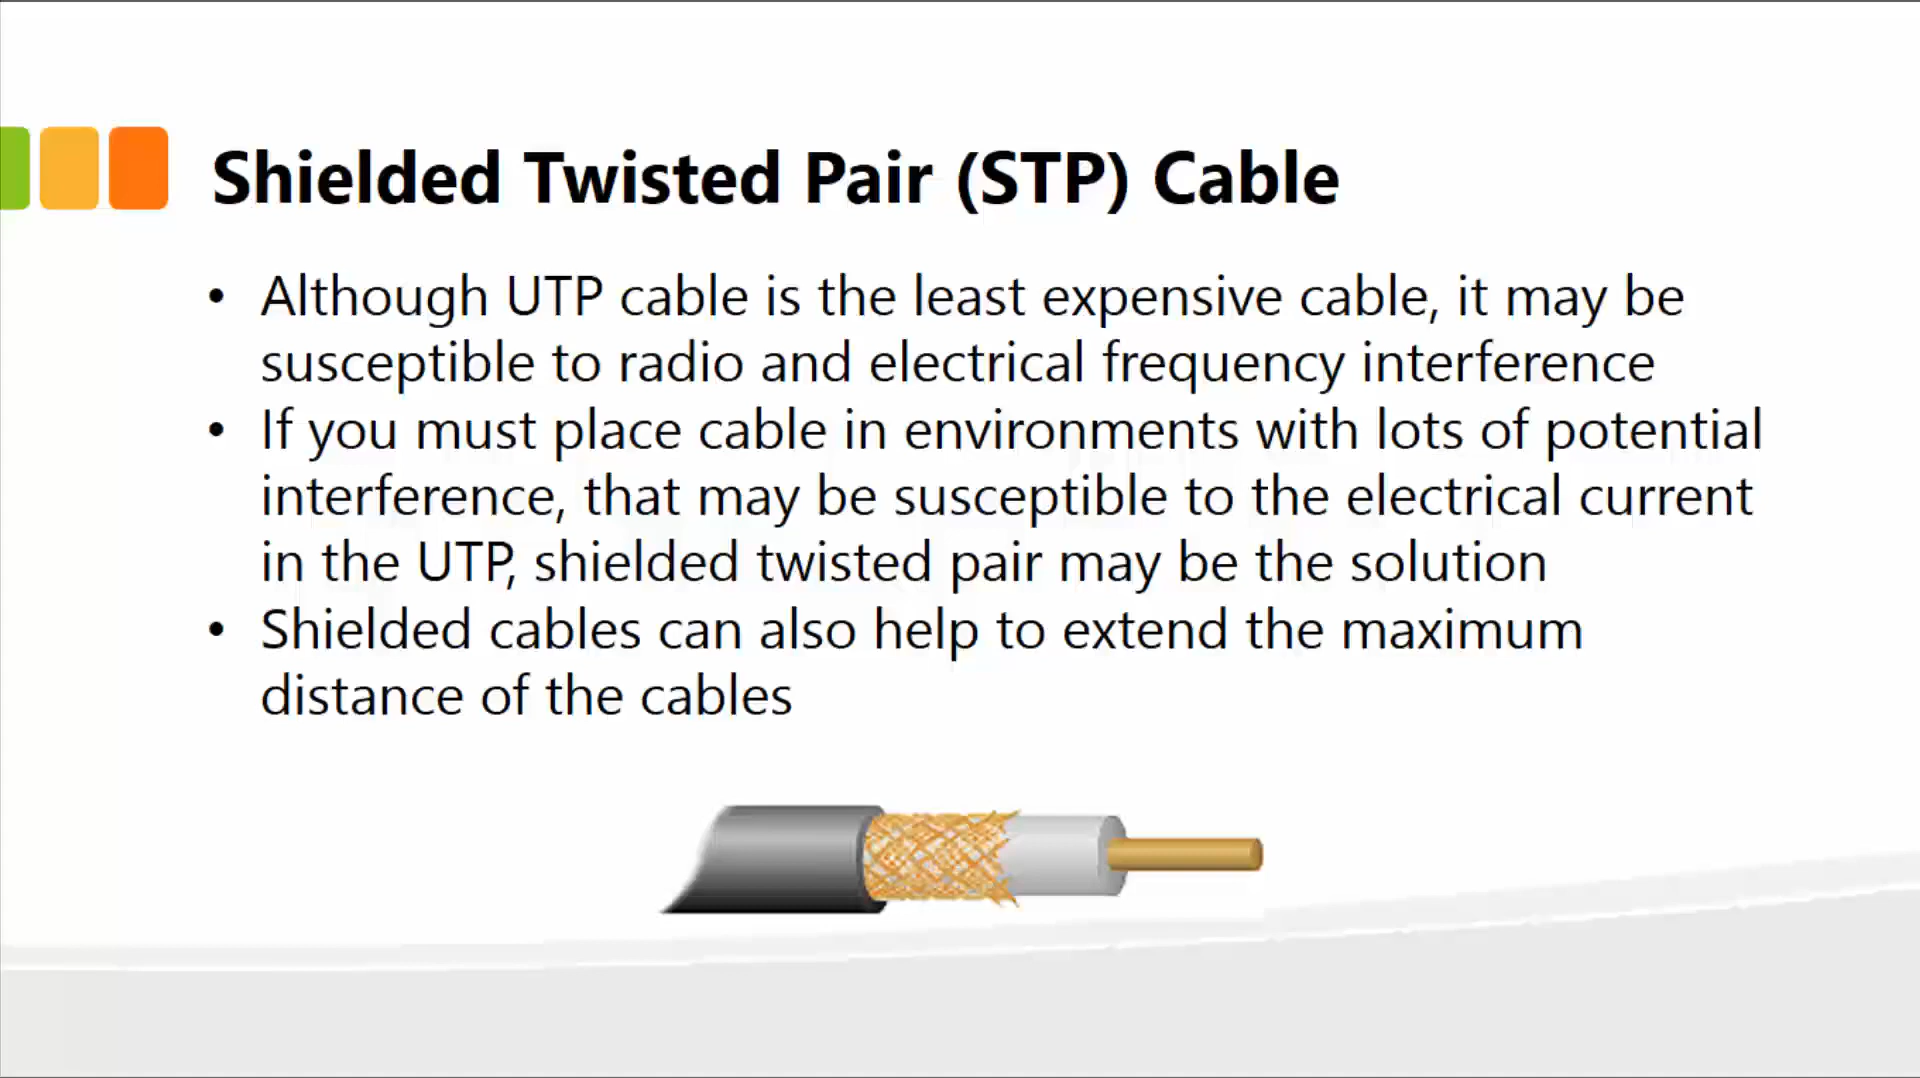 Shielded Twisted Pair (STP) Cable
• Although UTP cable is the least expensive cable, it may be
susceptible to radio and electrical frequency interference
• If you must place cable in environments with lots of potential
interference, that may be susceptible to the electrical current
in the UTP, shielded twisted pair may be the solution
• Shielded cables can also help to extend the maximum
distance of the cables